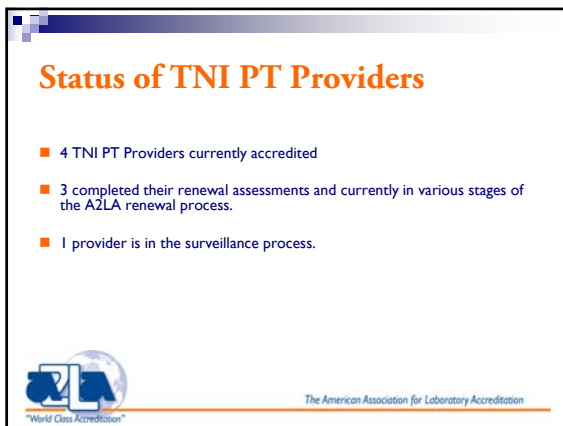 Status of TNI PT Providers
4 TNI PT Providers currently accredited
3 completed their renewal assessments and currently in various stages of
the A2LA renewal process.
1 provider is in the surveillance process.
A2LA
"World Class Accreditation"
The American Association for Laboratory Accreditation